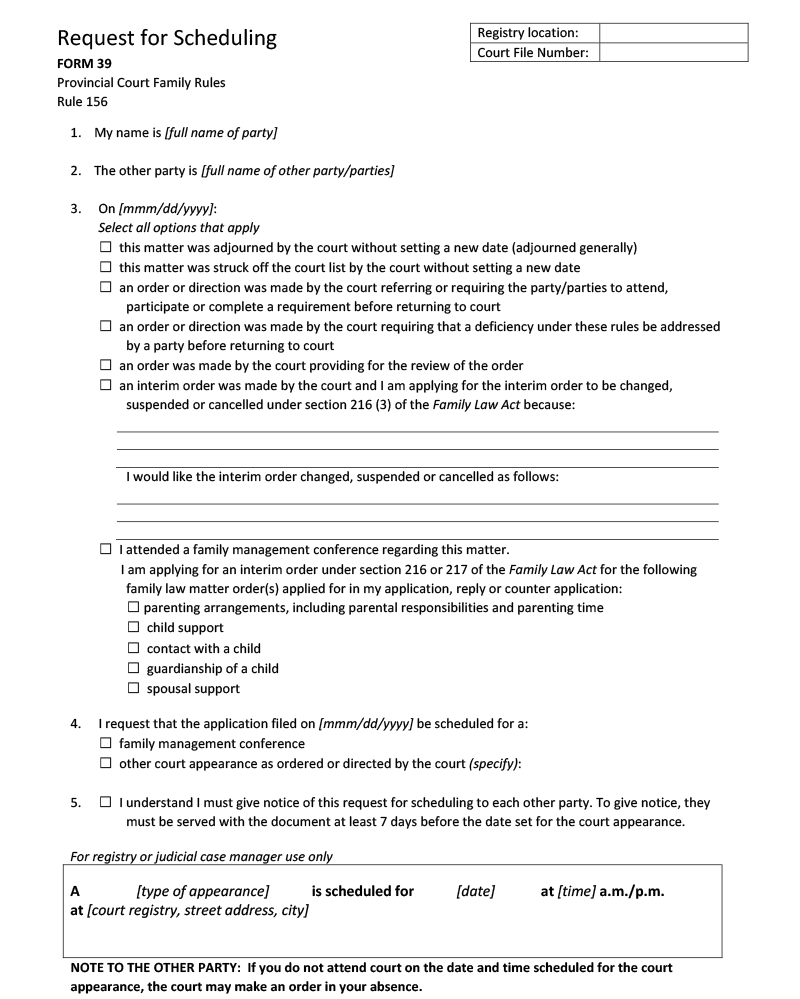 Request for Scheduling
Registry location:
Court File Number:
FORM 39
Provincial Court Family Rules
Rule 156
1. My name is [full name of party]
2. The other party is [full name of other party/parties]
3. On [mmm/dd/yyyy]:
Select all options that apply
☐ this matter was adjourned by the court without setting a new date (adjourned generally)
☐ this matter was struck off the court list by the court without setting a new date
☐ an order or direction was made by the court referring or requiring the party/parties to attend,
participate or complete a requirement before returning to court
☐ an order or direction was made by the court requiring that a deficiency under these rules be addressed
by a party before returning to court
☐ an order was made by the court providing for the review of the order
☐ an interim order was made by the court and I am applying for the interim order to be changed,
suspended or cancelled under section 216 (3) of the Family Law Act because:
I would like the interim order changed, suspended or cancelled as follows:
☐ I attended a family management conference regarding this matter.
I am applying for an interim order under section 216 or 217 of the Family Law Act for the following
family law matter order(s) applied for in my application, reply or counter application:
☐ parenting arrangements, including parental responsibilities and parenting time
☐ child support
☐ contact with a child
☐ guardianship of a child
☐ spousal support
4. I request that the application filed on [mmm/dd/yyyy] be scheduled for a:
☐ family management conference
☐ other court appearance as ordered or directed by the court (specify):
5. ☐ I understand I must give notice of this request for scheduling to each other party. To give notice, they
must be served with the document at least 7 days before the date set for the court appearance.
For registry or judicial case manager use only
A [type of appearance] is scheduled for [date] at [time] a.m./p.m.
at [court registry, street address, city]
NOTE TO THE OTHER PARTY: If you do not attend court on the date and time scheduled for the court
appearance, the court may make an order in your absence.